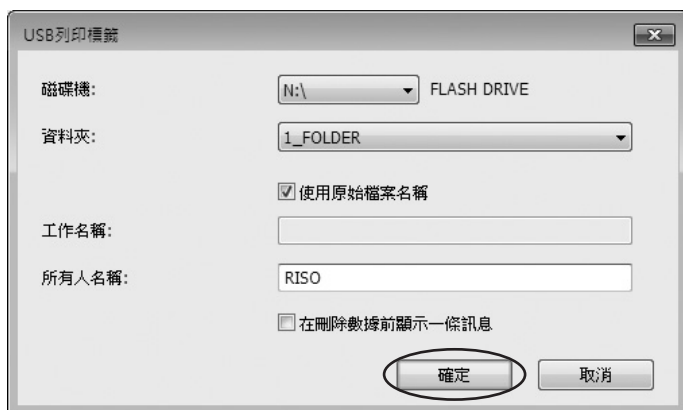 USB列印標籤
磁碟機: N:\ FLASH DRIVE
資料夾: 1_FOLDER
使用原始檔案名稱
工作名稱:
所有人名稱: RISO
在刪除數據前顯示一條訊息
確定 取消